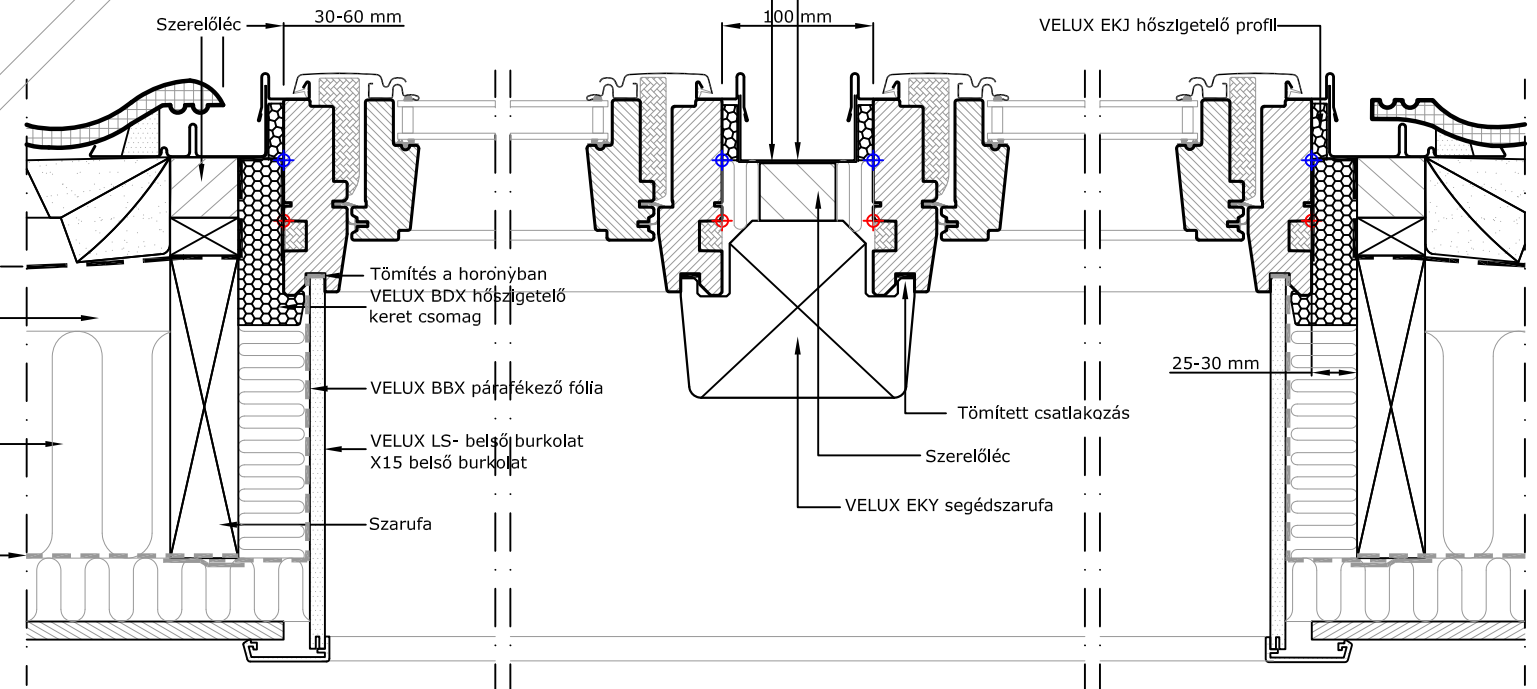 Szerelőléc
30-60 mm
100 mm
VELUX EKJ hőszigetelő profil
Tömítés a horonyban
VELUX BDX hőszigetelő
keret csomag
25-30 mm
VELUX BBX párafékező fólia
Tömített csatlakozás
VELUX LS- belső burkolat
X15 belső burkolat
Szerelőléc
VELUX EKY segédszarufa
Szarufa